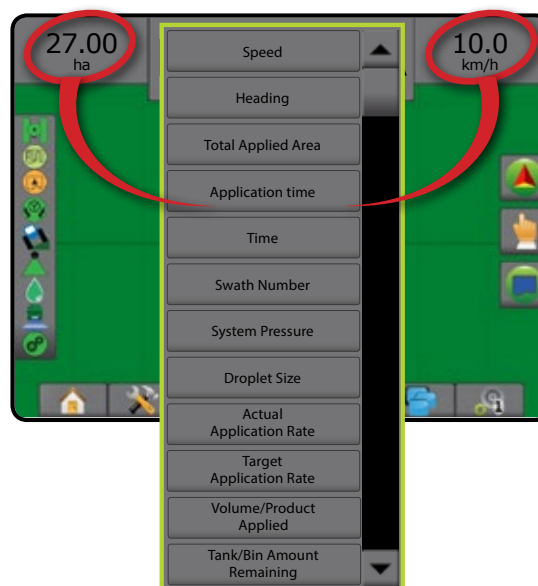 27.00
ha
10.0
km/h
Speed
Heading
Total Applied Area
Application time
Time
Swath Number
System Pressure
Droplet Size
Actual
Application Rate
Target
Application Rate
Volume/Product
Applied
Tank/Bin Amount
Remaining